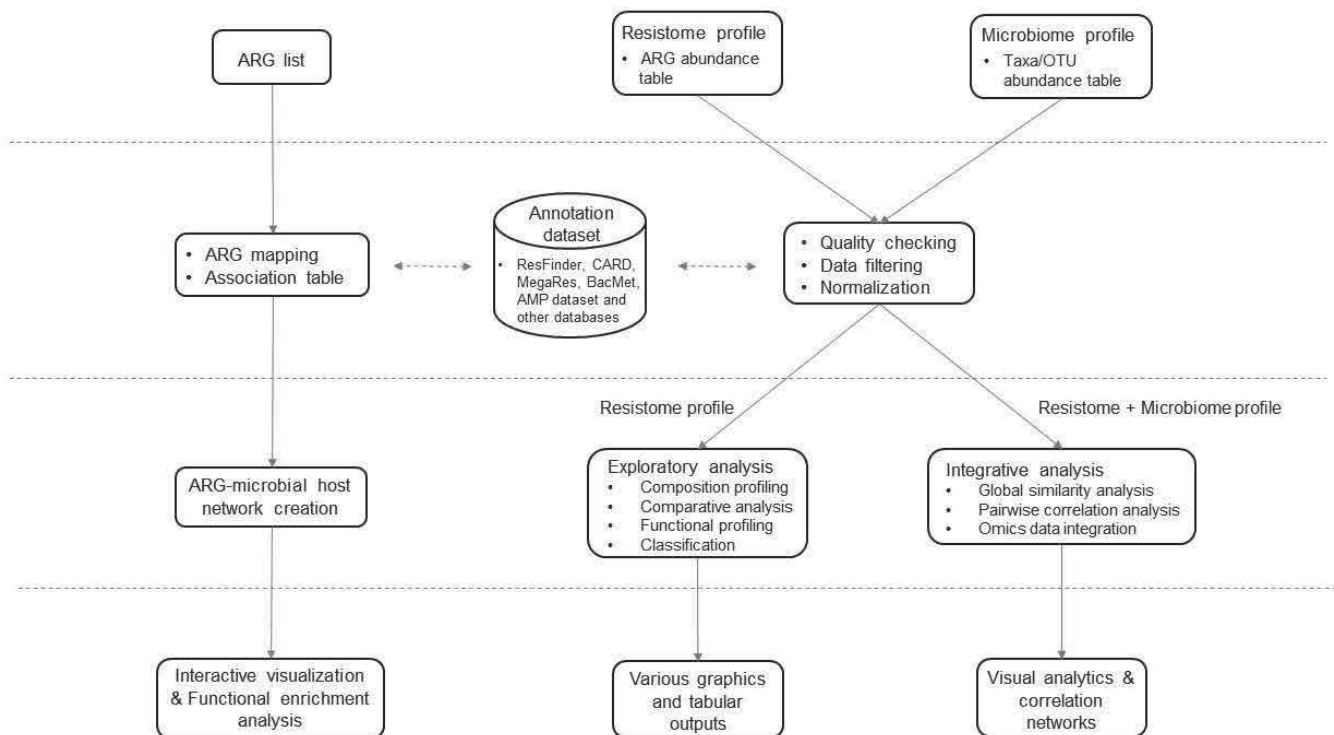 ARG list
Resistome profile
• ARG abundance
table
Microbiome profile
• Taxa/OTU
abundance table
• ARG mapping
• Association table
Annotation
dataset
• ResFinder, CARD,
MegaRes, BacMet,
AMP dataset and
other databases
• Quality checking
• Data filtering
• Normalization
Resistome profile
Resistome + Microbiome profile
ARG-microbial host
network creation
Exploratory analysis
• Composition profiling
• Comparative analysis
• Functional profiling
• Classification
Integrative analysis
• Global similarity analysis
• Pairwise correlation analysis
• Omics data integration
Interactive visualization
& Functional enrichment
analysis
Various graphics
and tabular
outputs
Visual analytics &
correlation
networks